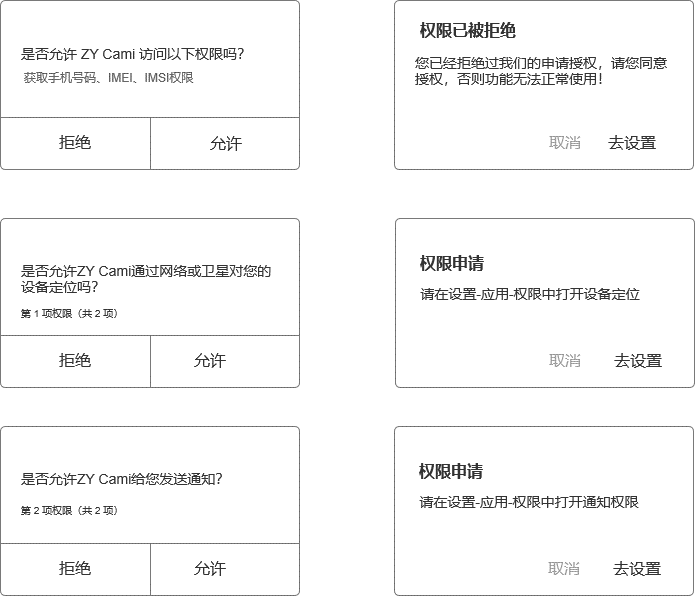 是否允许 ZY Cami 访问以下权限吗?
获取手机号码、IMEI、IMSI权限
拒绝
允许
权限已被拒绝
您已经拒绝过我们的申请授权，请您同意
授权，否则功能无法正常使用！
取消
去设置
是否允许ZY Cami通过网络或卫星对您的
设备定位吗?
第 1 项权限（共 2 项）
拒绝
允许
权限申请
请在设置-应用-权限中打开设备定位
取消
去设置
是否允许ZY Cami给您发送通知?
第 2 项权限（共 2 项）
拒绝
允许
权限申请
请在设置-应用-权限中打开通知权限
取消
去设置